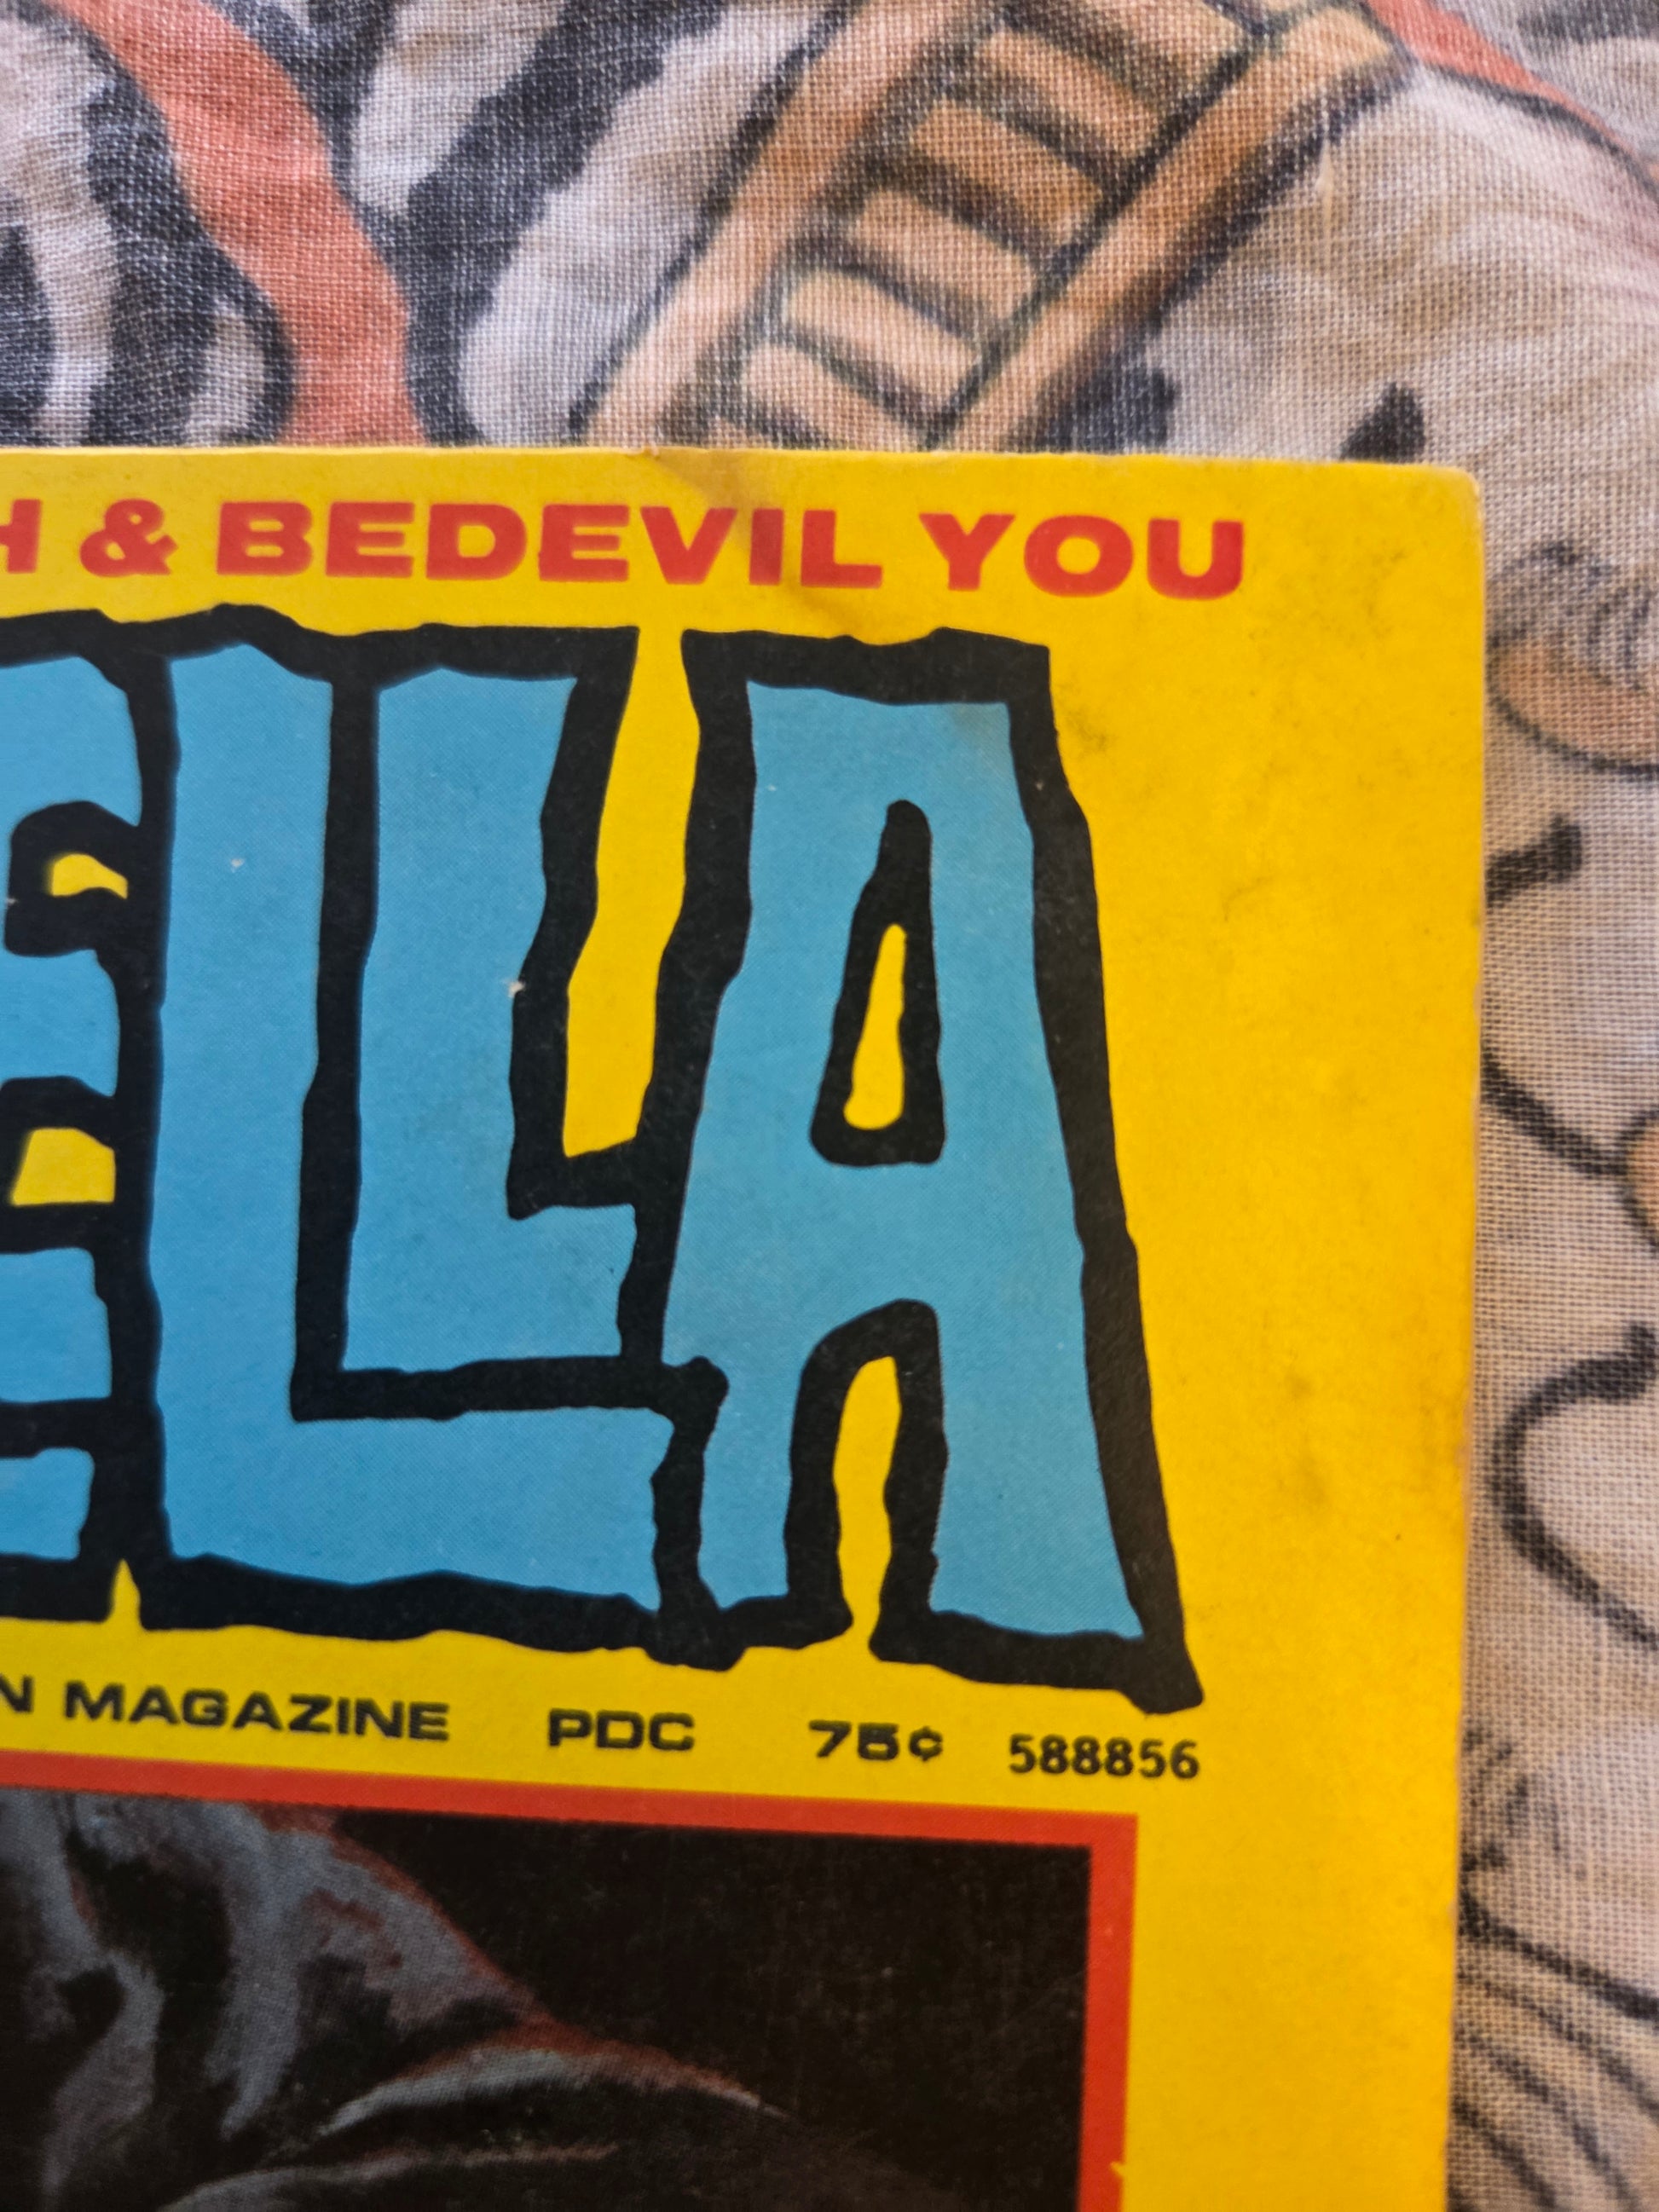 H & BEDEVIL YOU
ELLA
N MAGAZINE PDC 75¢ 588856